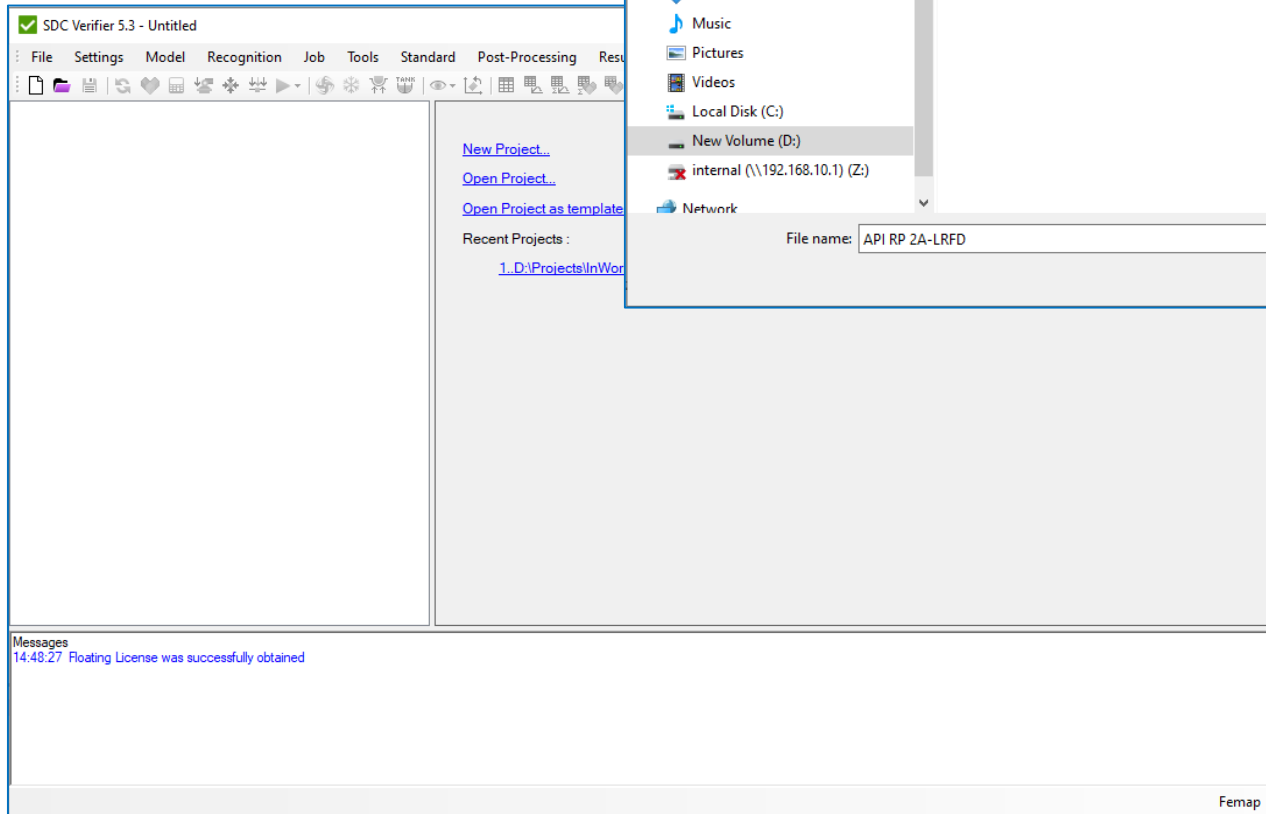 SDC Verifier 5.3 - Untitled
File Settings Model Recognition Job Tools Standard Post-Processing
TANK
New Project...
Open Project...
Open Project as template
Recent Projects :
1..D:\Projects\InWor
Music
Pictures
Videos
Local Disk (C:)
New Volume (D:)
internal (\\192.168.10.1) (Z:)
Network
File name: API RP 2A-LRFD
Messages
14:48:27 Floating License was successfully obtained
Femap